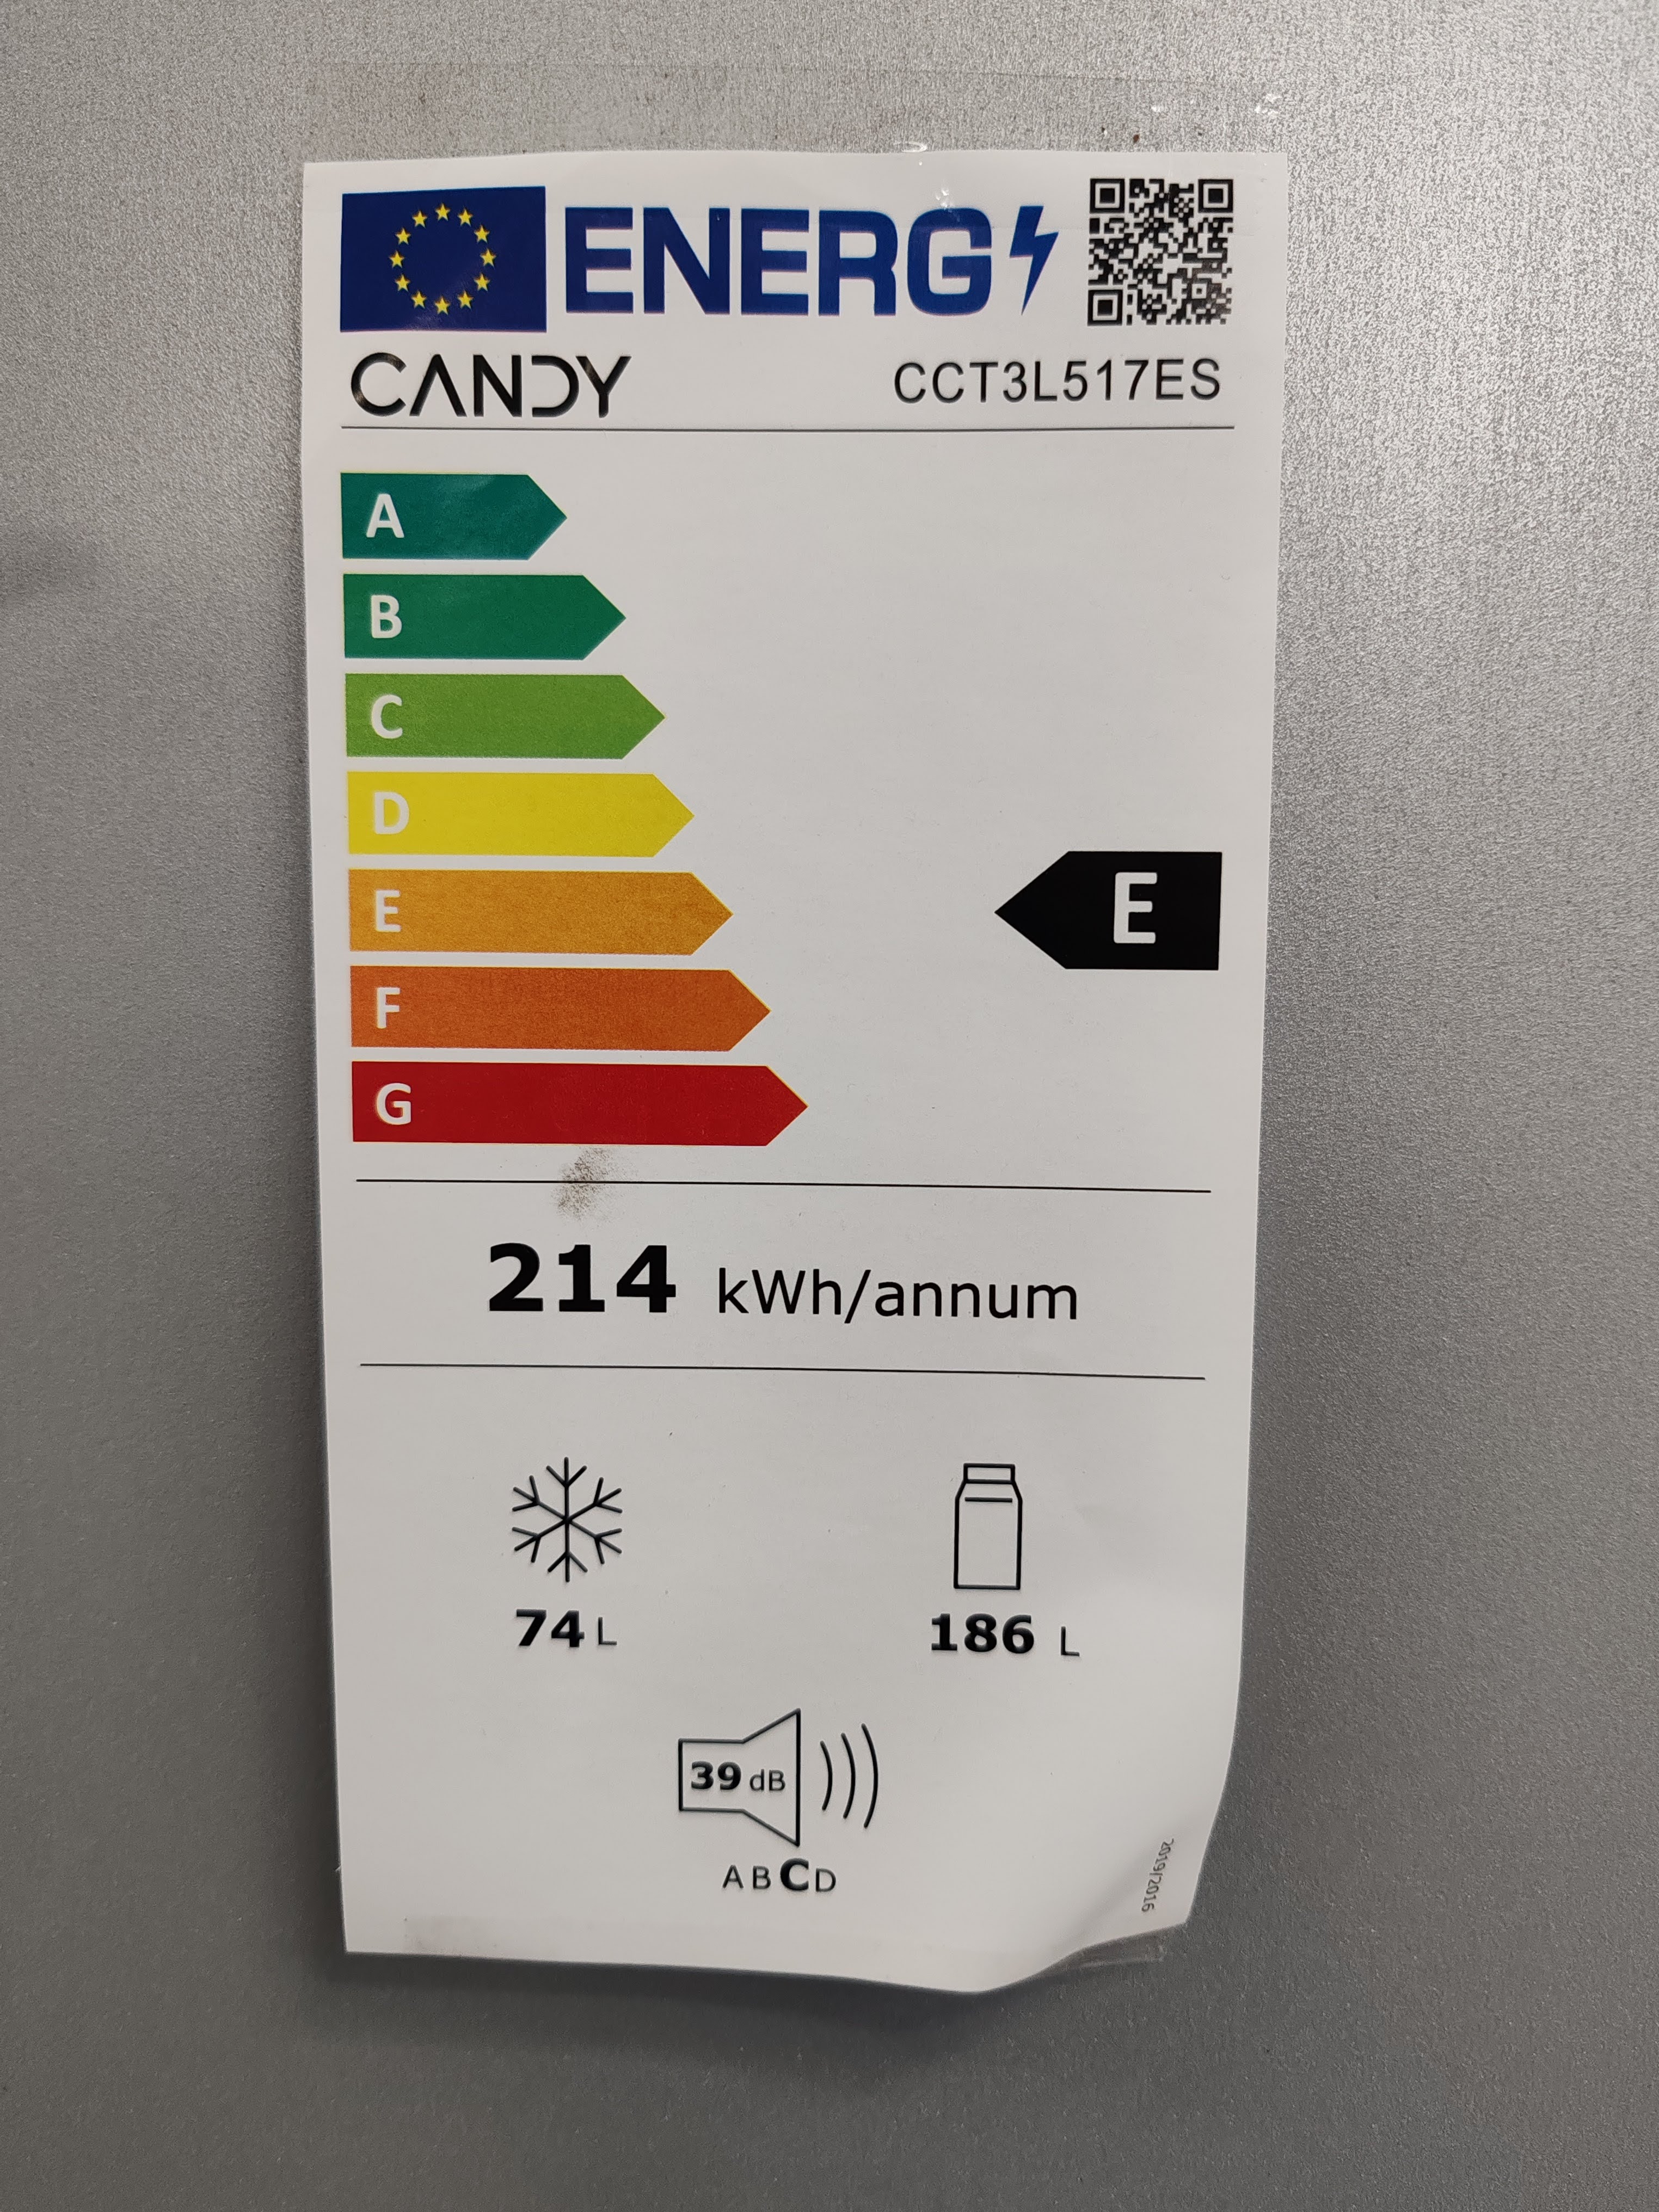 ENERG
CANDY CCT3L517ES
A
B
C
D
E E
F
G
214 kWh/annum
74 L 186 L
39 dB
ABCD
2019/2016